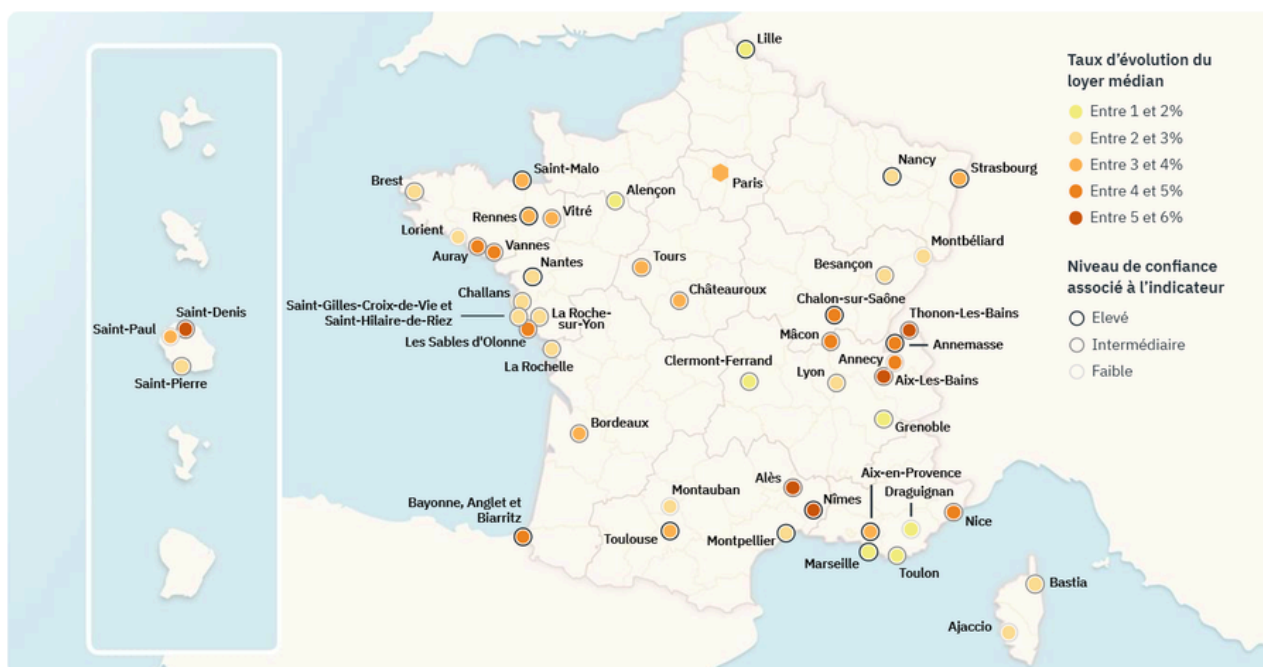 Lille
Taux d’évolution du
loyer médian
Entre 1 et 2%
Entre 2 et 3%
Entre 3 et 4%
Entre 4 et 5%
Entre 5 et 6%
Niveau de confiance
associé à l’indicateur
Elevé
Intermédiaire
Faible
Saint-Malo
Brest
Alençon
Paris
Nancy
Strasbourg
Rennes
Vitré
Lorient
Auray
Vannes
Nantes
Tours
Montbéliard
Besançon
Challans
Châteauroux
Saint-Gilles-Croix-de-Vie et
Saint-Hilaire-de-Riez
La Roche-
sur-Yon
Les Sables d'Olonne
La Rochelle
Chalon-sur-Saône
Thonon-Les-Bains
Mâcon
Annemasse
Annecy
Clermont-Ferrand
Lyon
Aix-Les-Bains
Saint-Denis
Saint-Paul
Saint-Pierre
Grenoble
Bordeaux
Aix-en-Provence
Alès
Draguignan
Montauban
Nîmes
Bayonne, Anglet et
Biarritz
Nice
Toulouse
Montpellier
Marseille
Toulon
Bastia
Ajaccio